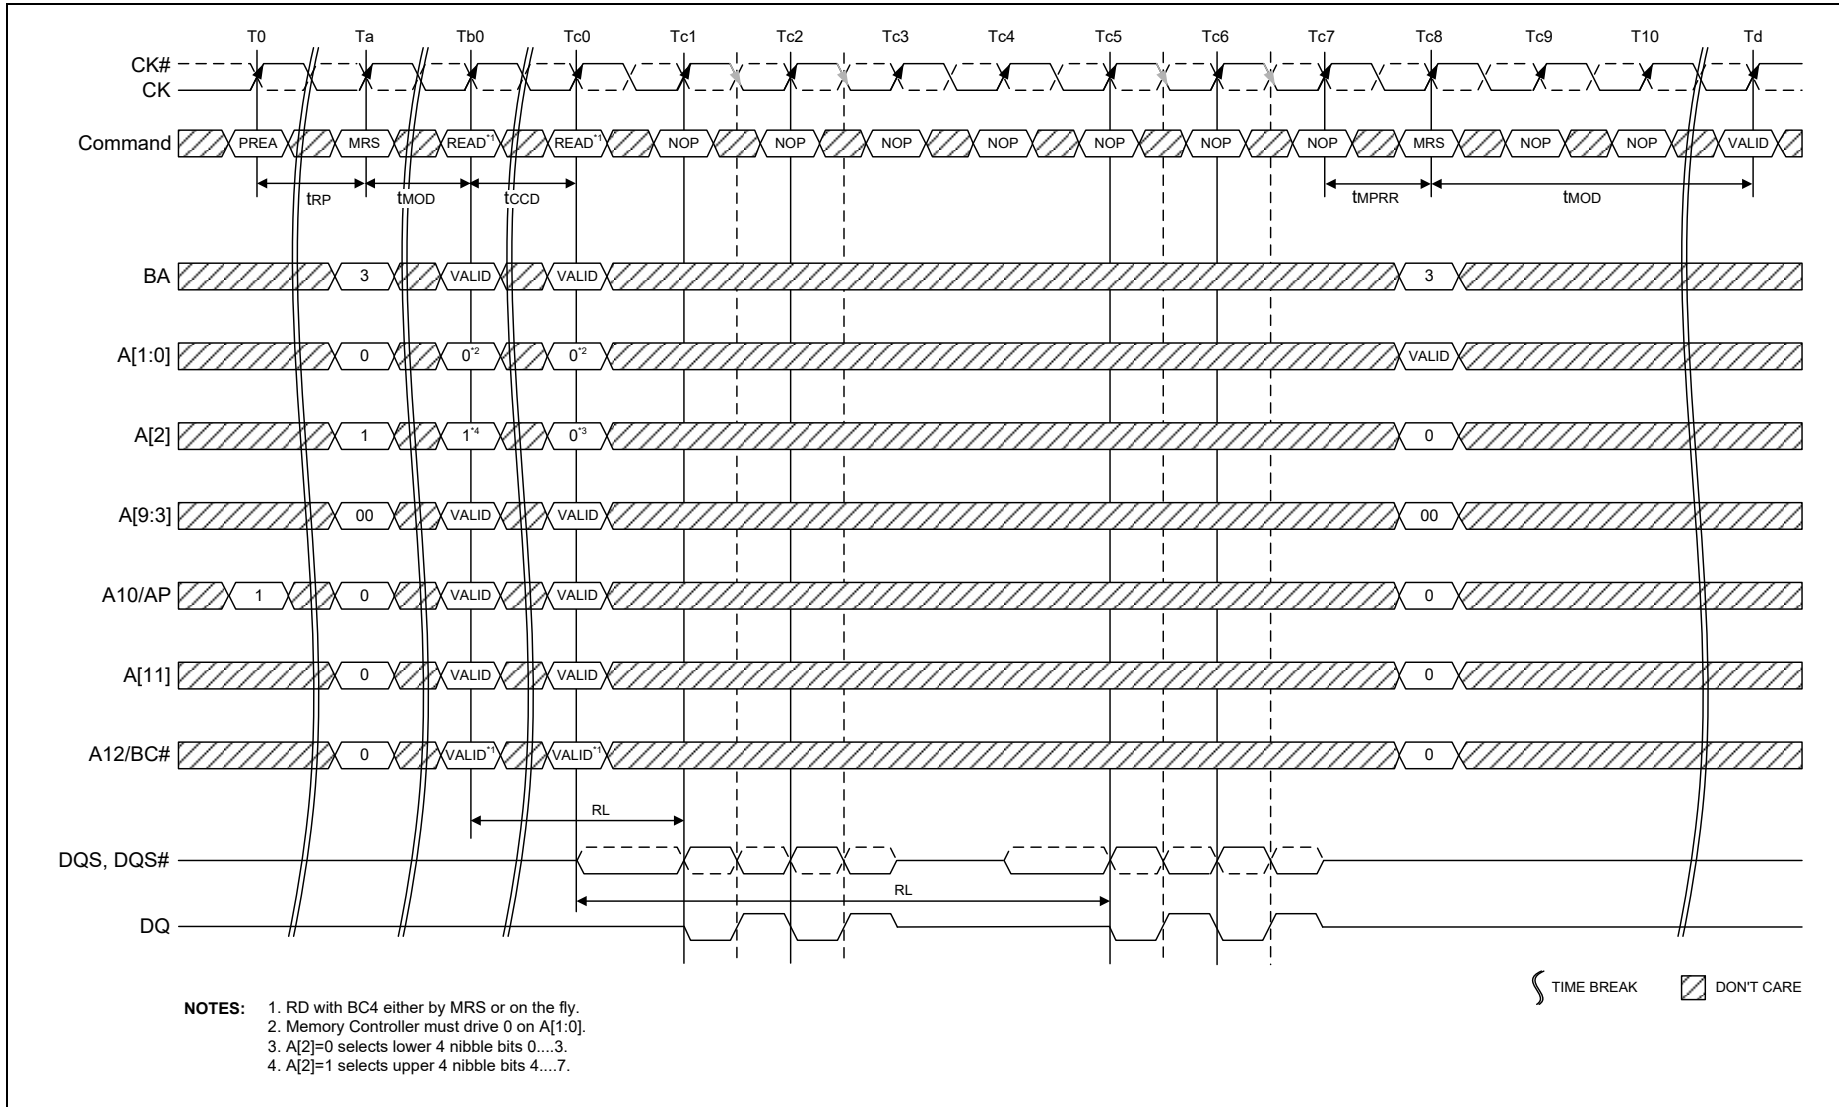 T0 Ta Tb0 Tc0 Tc1 Tc2 Tc3 Tc4 Tc5 Tc6 Tc7 Tc8 Tc9 T10 Td
CK#
CK
Command PREA MRS READ*1 READ*1 NOP NOP NOP NOP NOP NOP NOP MRS NOP NOP VALID
tRP tMOD tCCD tMPRR tMOD
BA 3 VALID VALID 3
A[1:0] 0 0*2 0*2 VALID
A[2] 1 1*4 0*3 0
A[9:3] 00 VALID VALID 00
A10/AP 1 0 VALID VALID 0
A[11] 0 VALID VALID 0
A12/BC# 0 VALID*1 VALID*1 0
RL
DQS, DQS#
RL
DQ
TIME BREAK DON'T CARE
NOTES: 1. RD with BC4 either by MRS or on the fly.
2. Memory Controller must drive 0 on A[1:0].
3. A[2]=0 selects lower 4 nibble bits 0....3.
4. A[2]=1 selects upper 4 nibble bits 4....7.